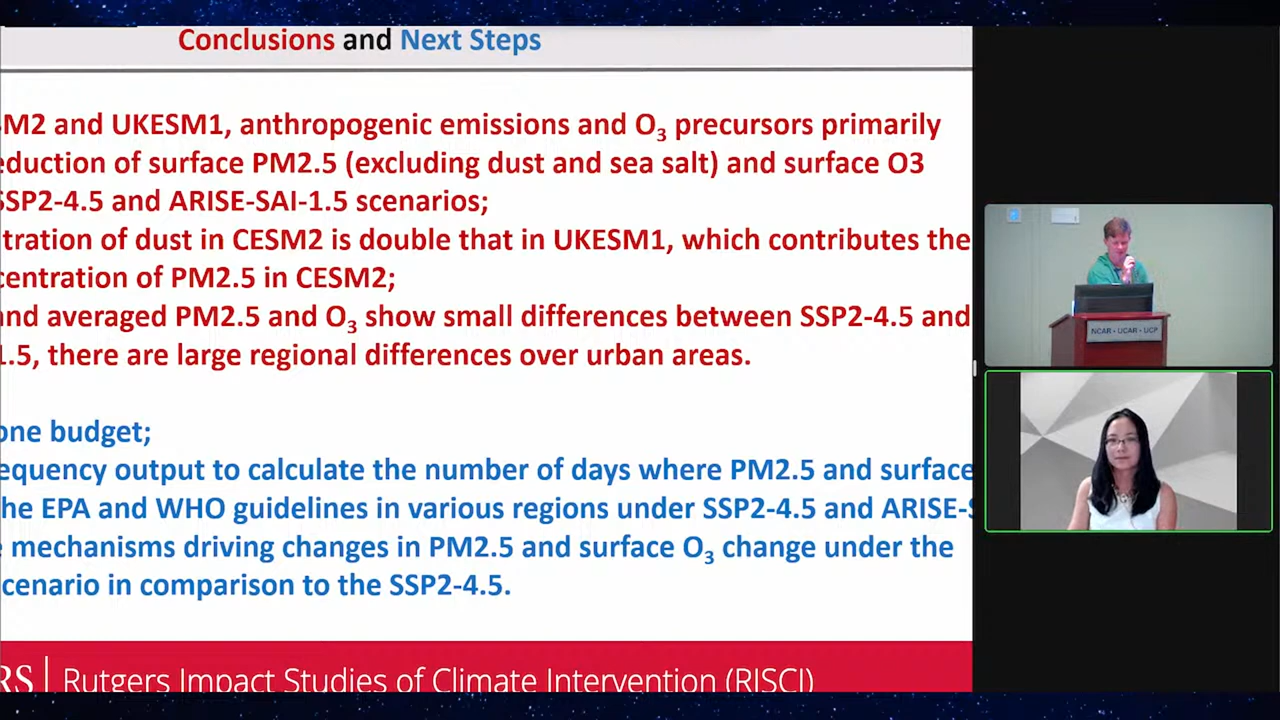 Conclusions and Next Steps
SM2 and UKESM1, anthropogenic emissions and O3 precursors primarily
eduction of surface PM2.5 (excluding dust and sea salt) and surface O3
SSP2-4.5 and ARISE-SAI-1.5 scenarios;
tration of dust in CESM2 is double that in UKESM1, which contributes the
centration of PM2.5 in CESM2;
and averaged PM2.5 and O3 show small differences between SSP2-4.5 and
1.5, there are large regional differences over urban areas.
one budget;
equency output to calculate the number of days where PM2.5 and surface
he EPA and WHO guidelines in various regions under SSP2-4.5 and ARISE-S
e mechanisms driving changes in PM2.5 and surface O3 change under the
cenario in comparison to the SSP2-4.5.
RS | Rutgers Impact Studies of Climate Intervention (RISCI)
NCAR - UCAR - UCP